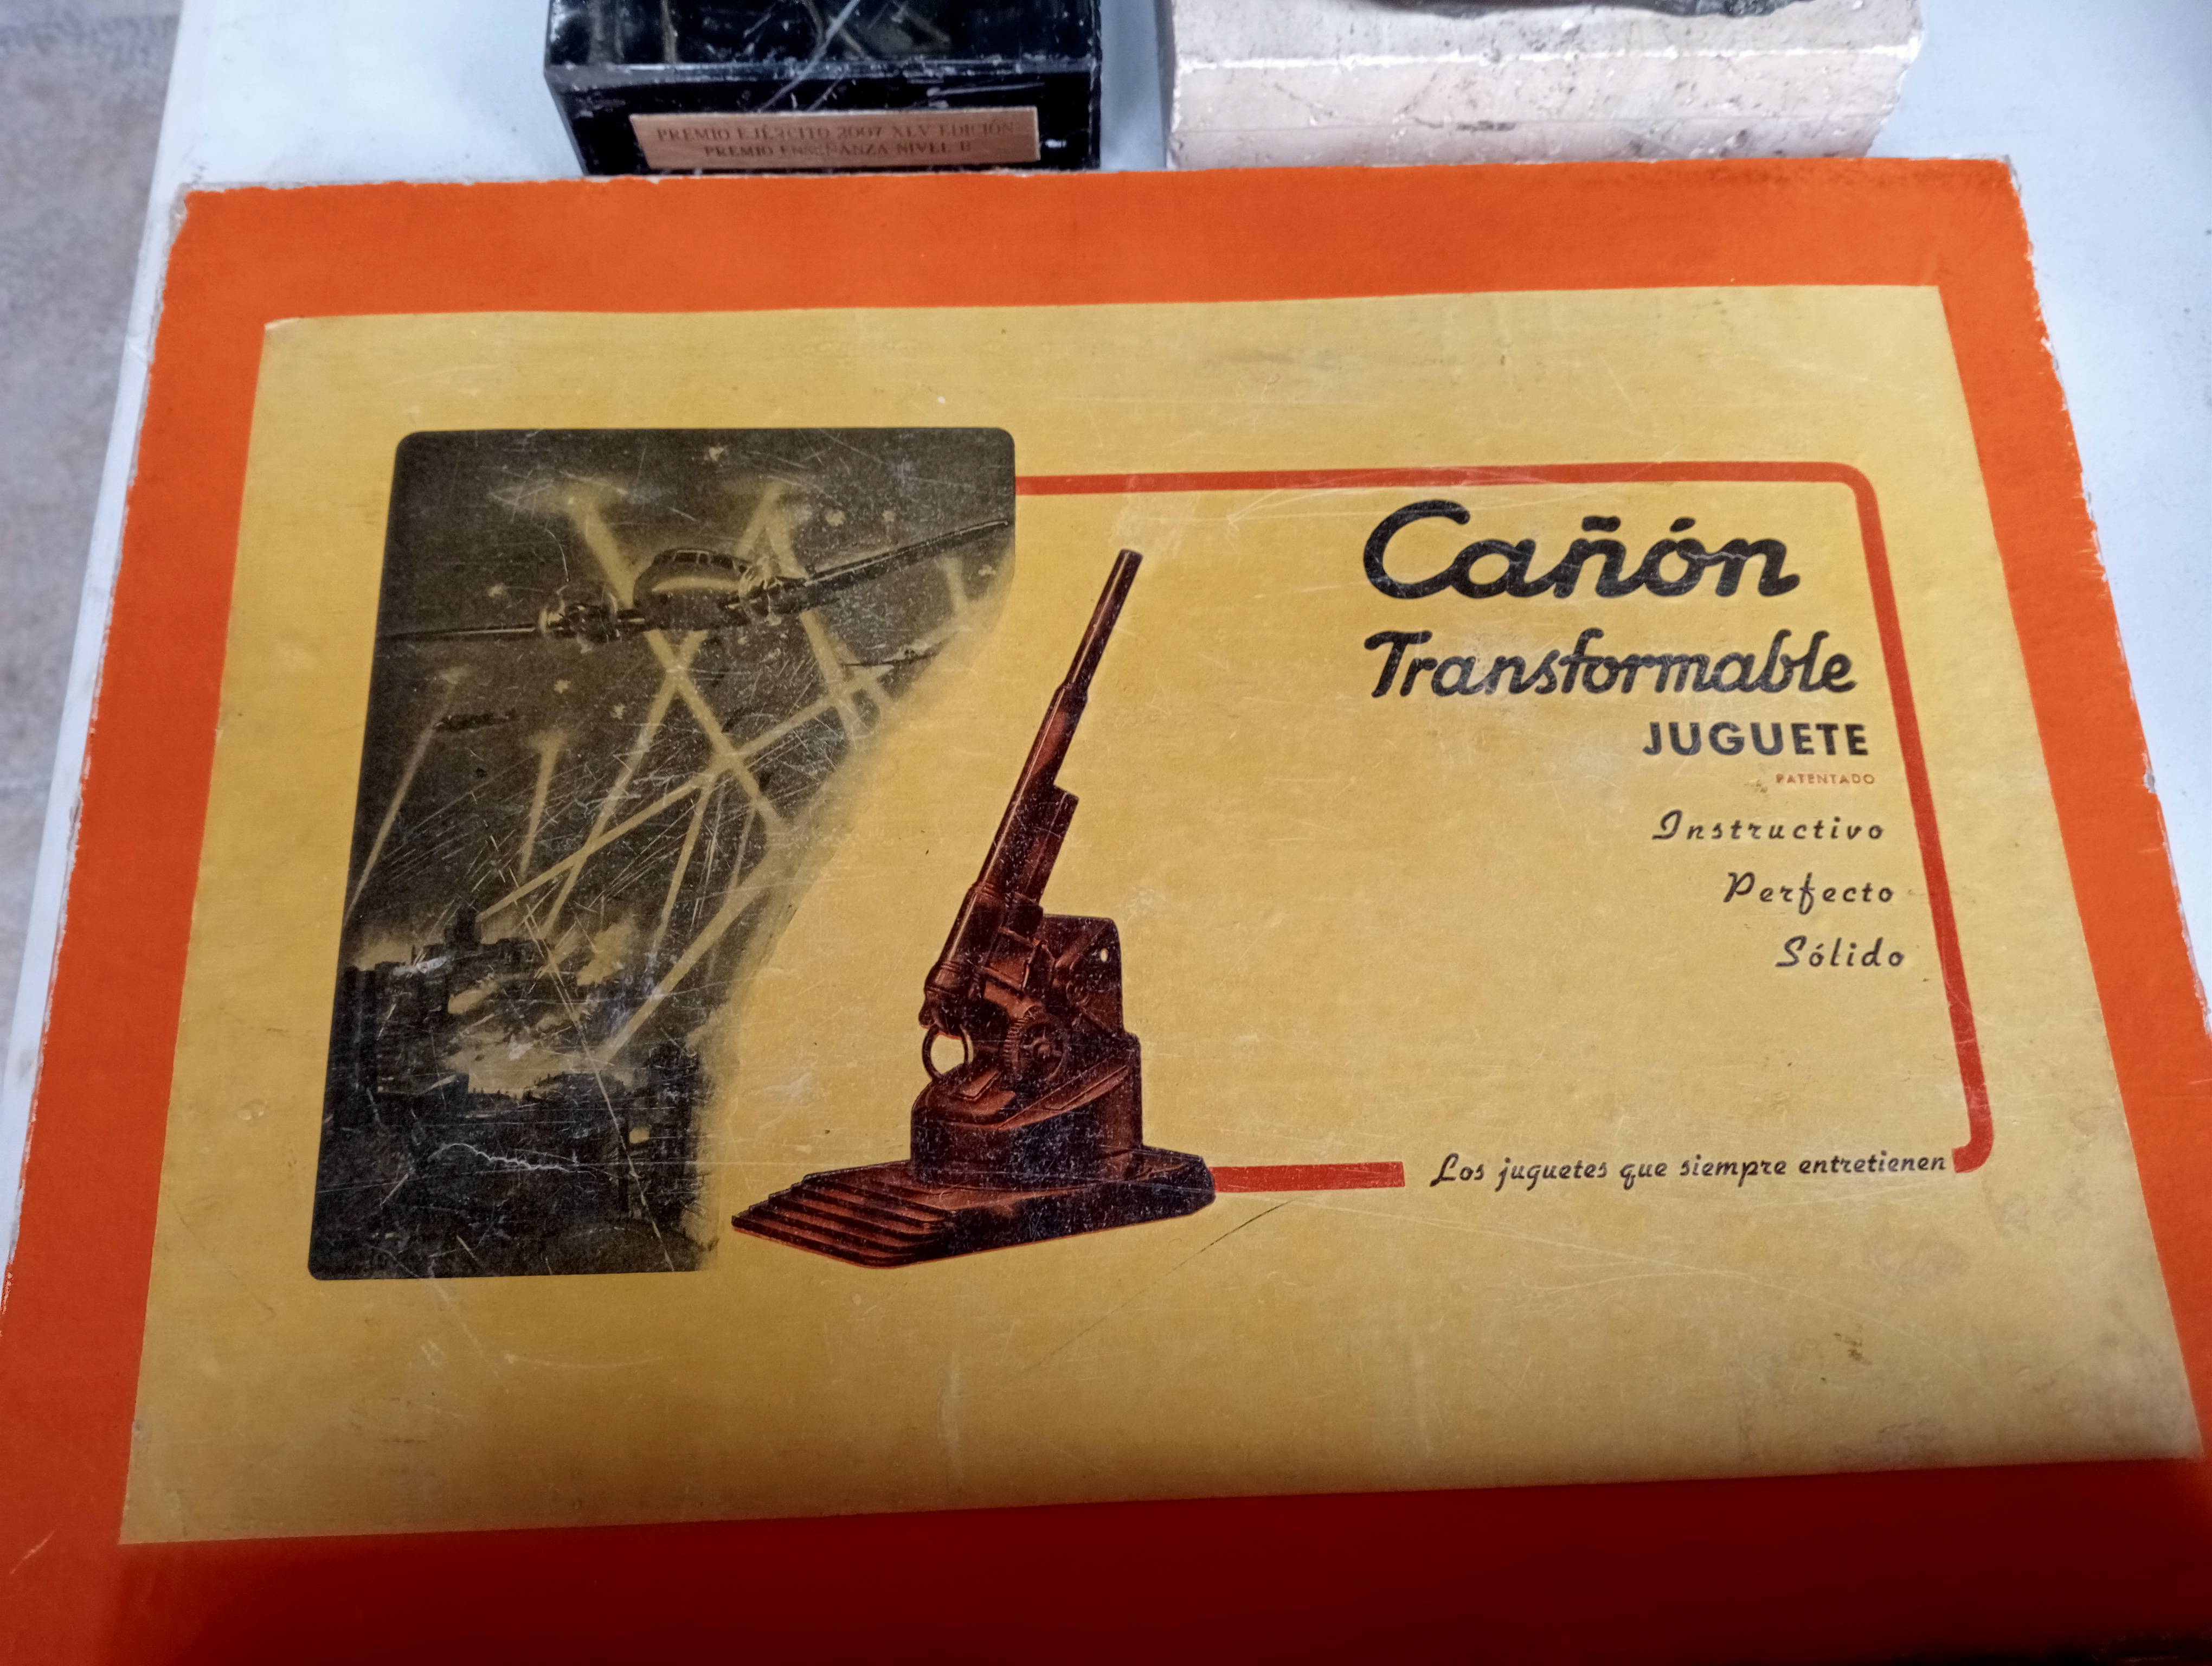 PREMIO EJÉRCITO 2007 XLV EDICIÓN
PREMIO ENSEÑANZA NIVEL II
Cañón
Transformable
JUGUETE
PATENTADO
Instructivo
Perfecto
Sólido
Los juguetes que siempre entretienen